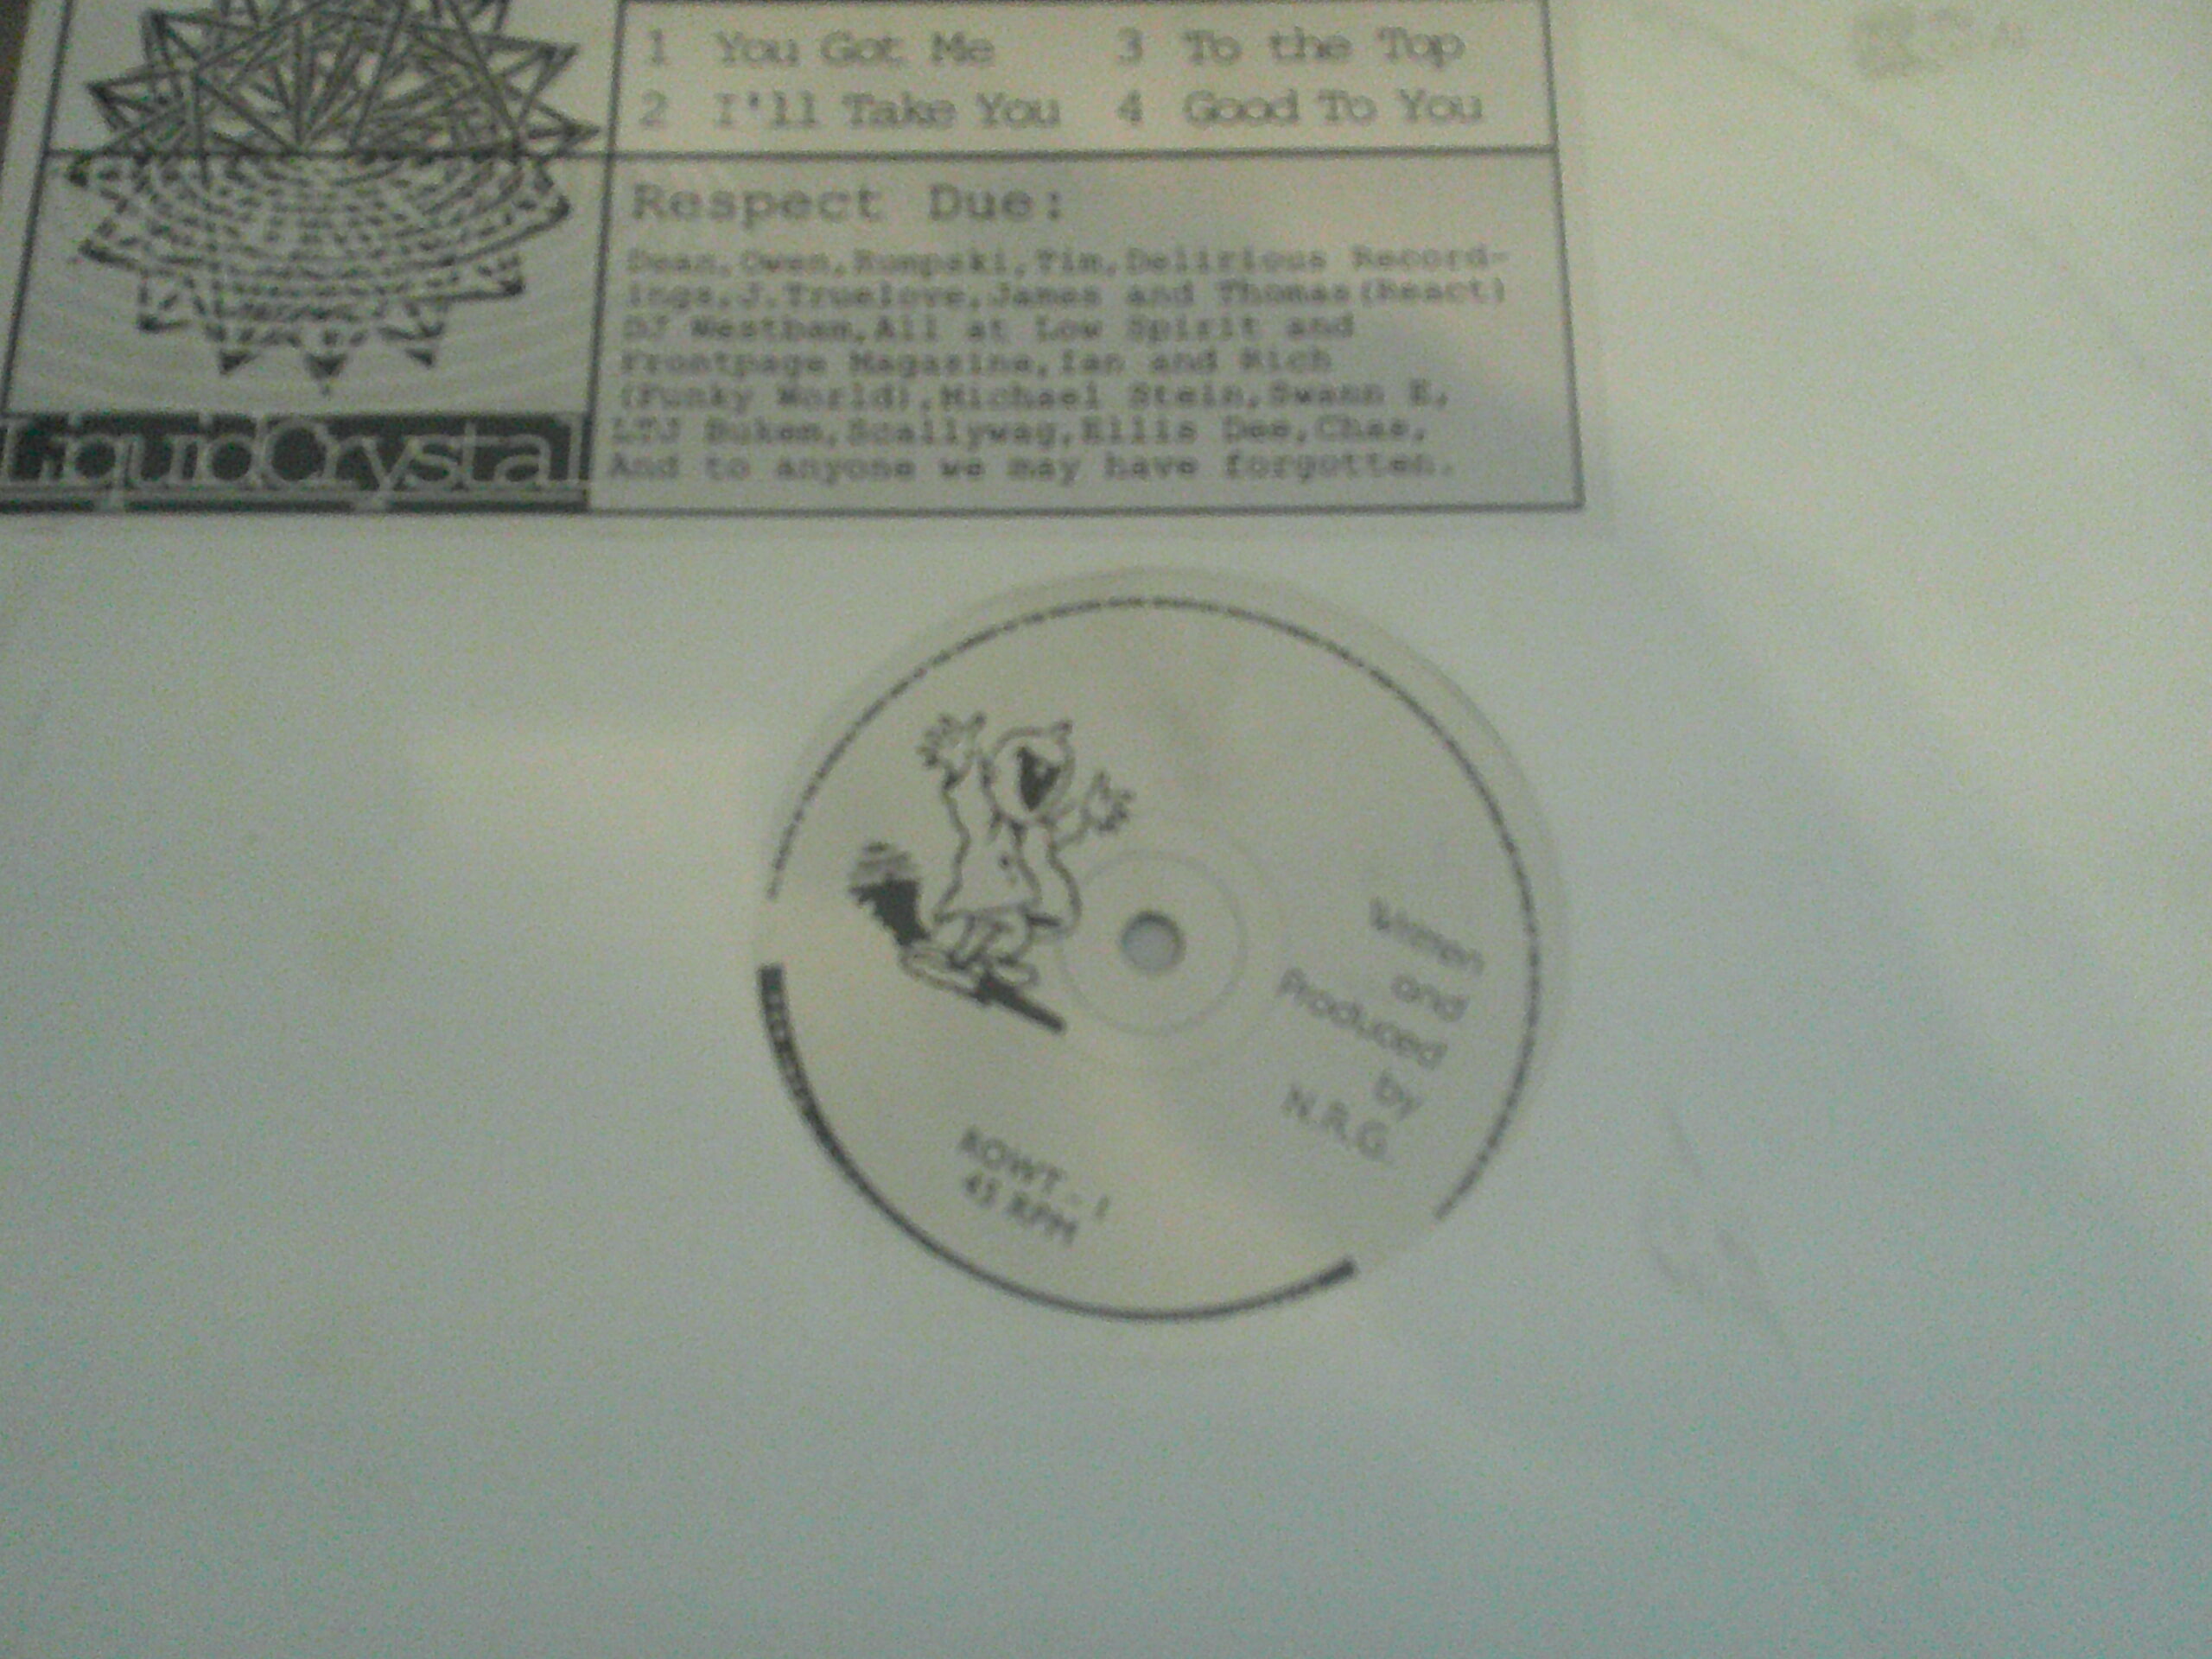 1 You Got Me 3 To the Top
2 I'll Take You 4 Good To You
Respect Due:
Dean,Owen,Rumpski,Tim,Delirious Record-
ings,J.Truelove,James and Thomas(React)
DJ Westbam,All at Low Spirit and
Frontpage Magazine,Ian and Rich
(Funky World),Michael Stein,Swann E,
LTJ Bukem,Scallywag,Ellis Dee,Chas,
And to anyone we may have forgotten.
LiquidCrystal
Written
and
Produced
by
N.R.G.
ROWT - 1
45 RPM